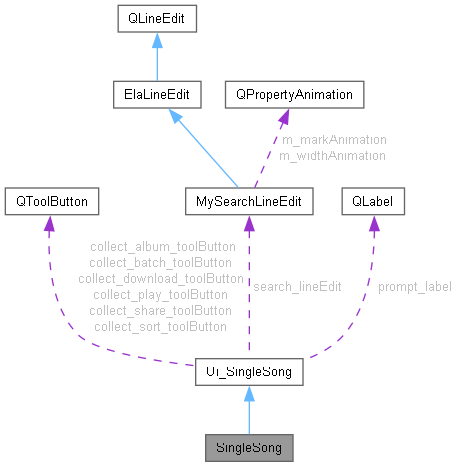 QLineEdit
ElaLineEdit
QPropertyAnimation
m_markAnimation
m_widthAnimation
QToolButton
MySearchLineEdit
QLabel
collect_album_toolButton
collect_batch_toolButton
collect_download_toolButton
collect_play_toolButton
collect_share_toolButton
collect_sort_toolButton
search_lineEdit
prompt_label
Ui_SingleSong
SingleSong